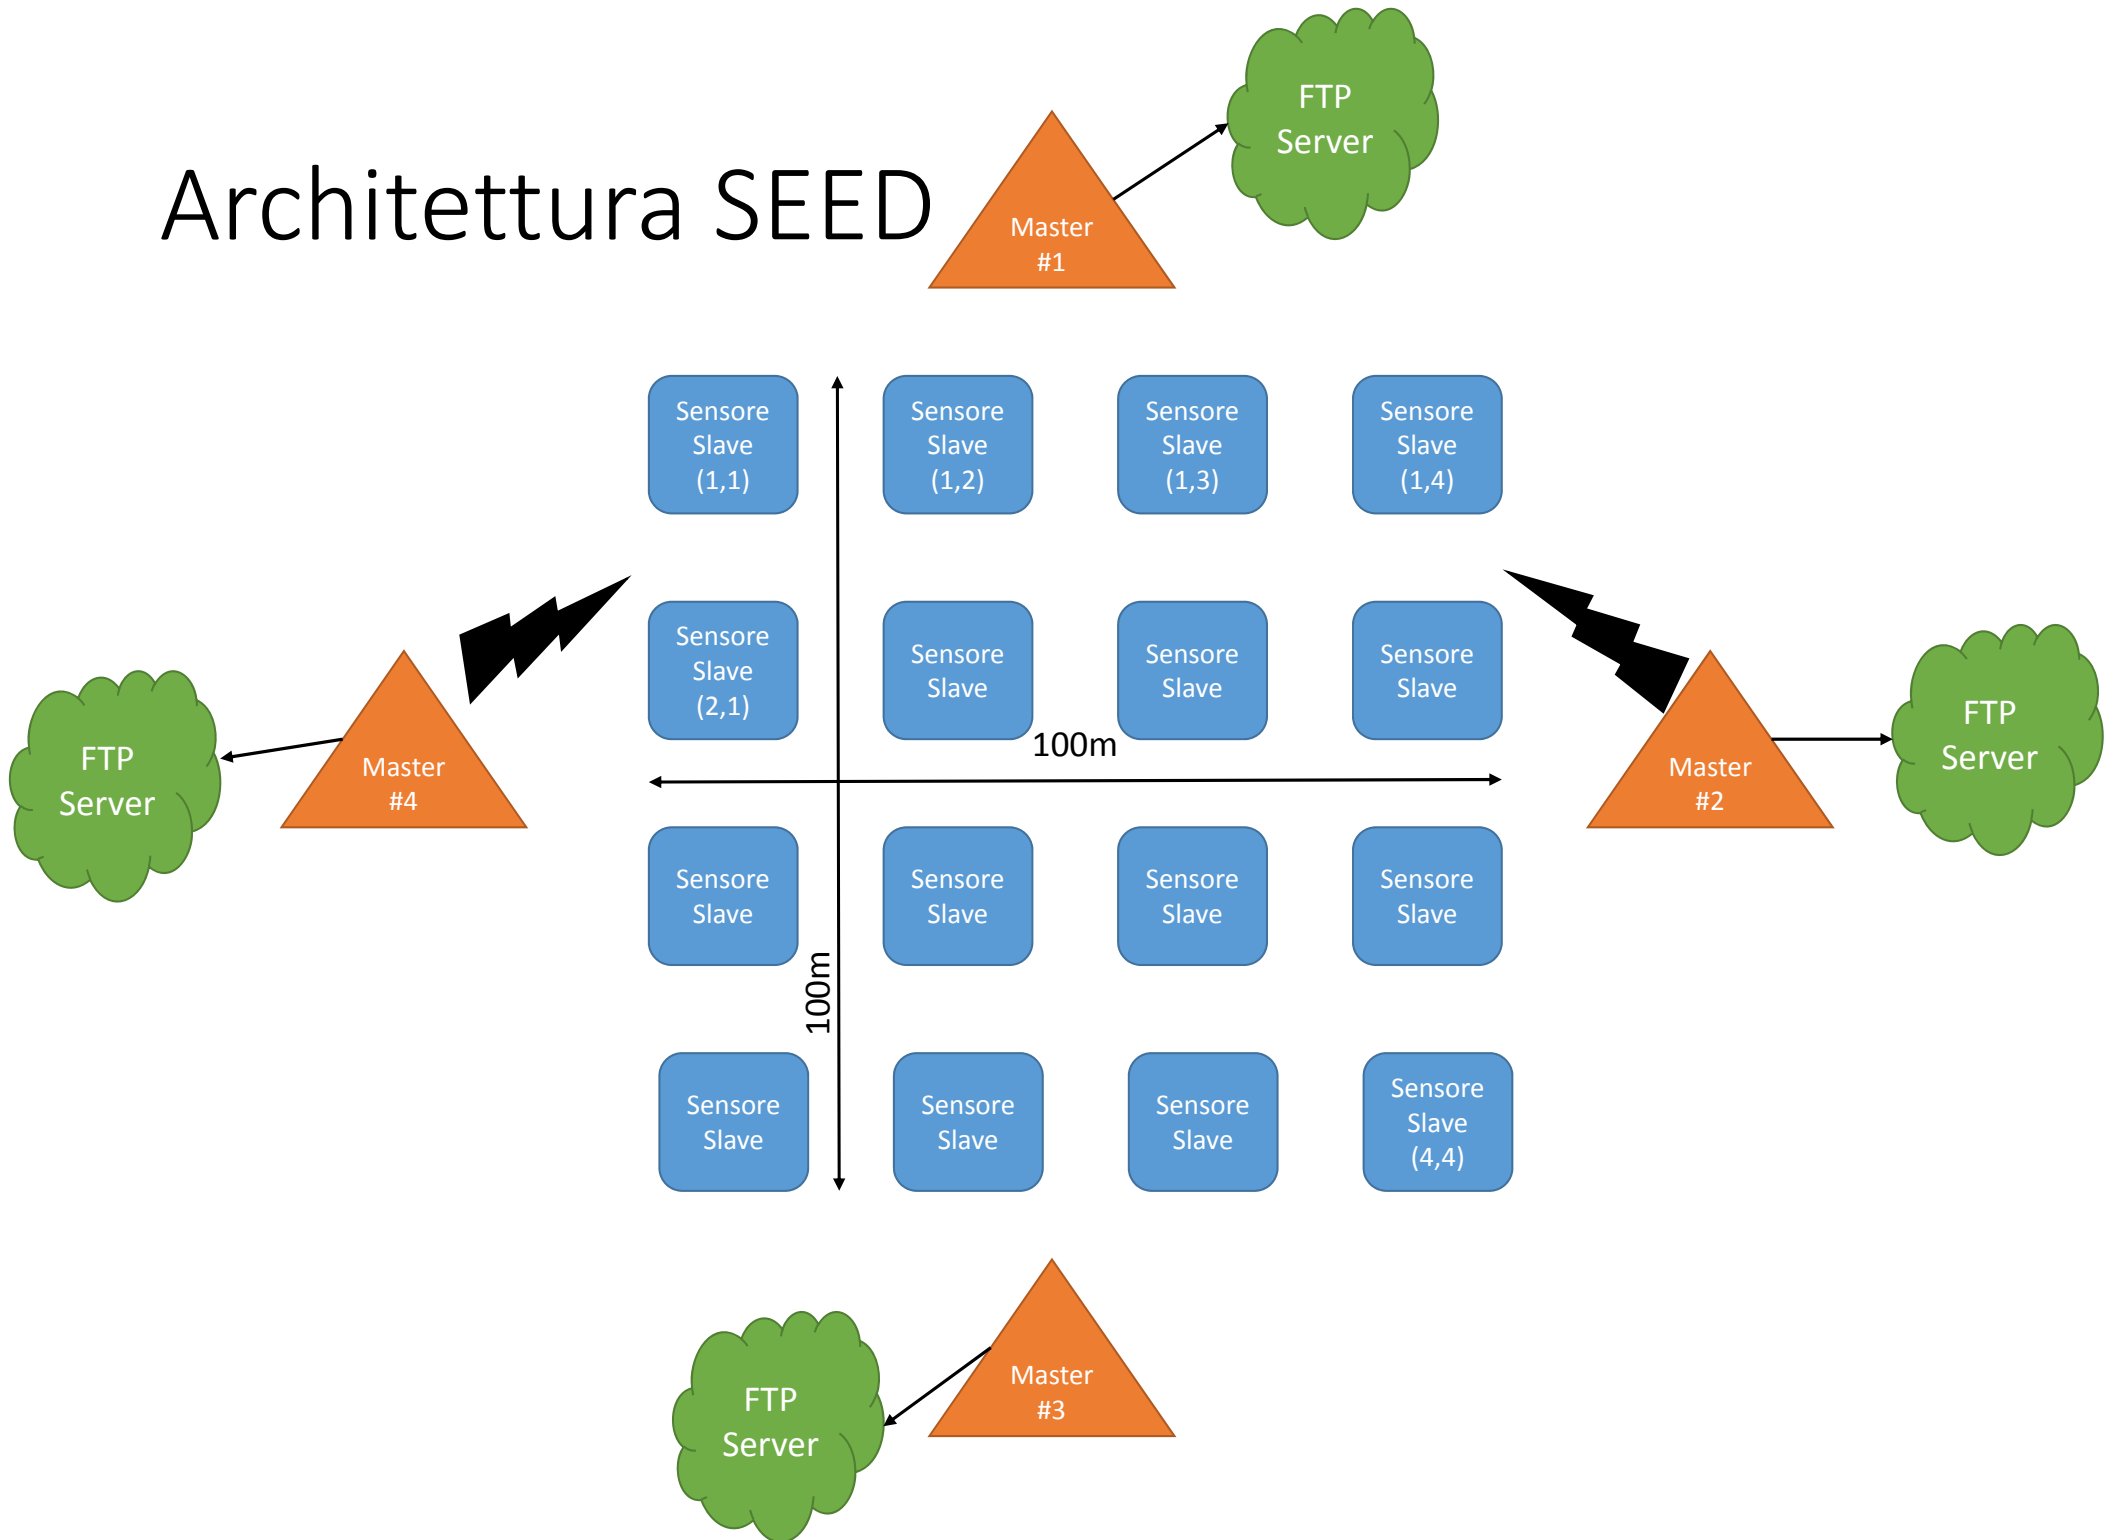 Architettura SEED
FTP
Server
Master
#1
Sensore
Slave
(1,1)
Sensore
Slave
(1,2)
Sensore
Slave
(1,3)
Sensore
Slave
(1,4)
Sensore
Slave
(2,1)
Sensore
Slave
Sensore
Slave
Sensore
Slave
100m
FTP
Server
Master
#4
Master
#2
FTP
Server
Sensore
Slave
Sensore
Slave
Sensore
Slave
Sensore
Slave
100m
Sensore
Slave
Sensore
Slave
Sensore
Slave
Sensore
Slave
(4,4)
FTP
Server
Master
#3